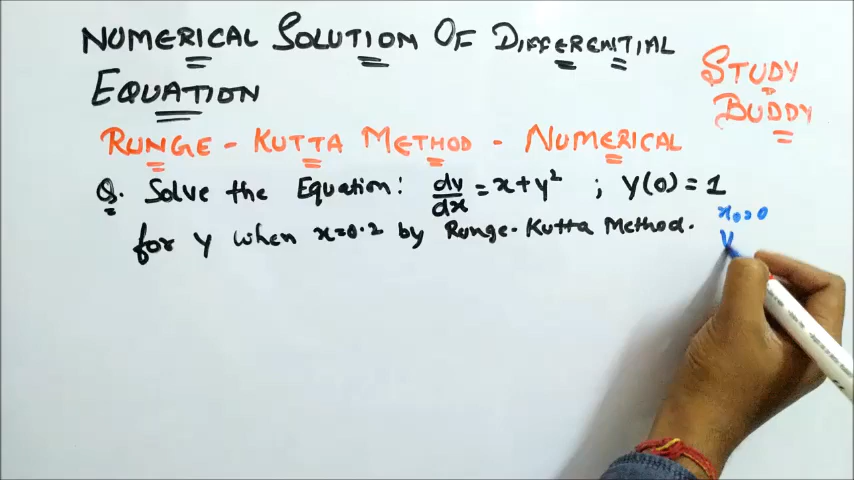 NUMERICAL SOLUTION OF DIFFERENTIAL
EQUATION
STUDY
BUDDY
RUNGE - KUTTA METHOD - NUMERICAL
Q. Solve the Equation: dy/dx = x + y² ; y(0) = 1
x₀ = 0
for y when x = 0.2 by Runge-Kutta Method.
y